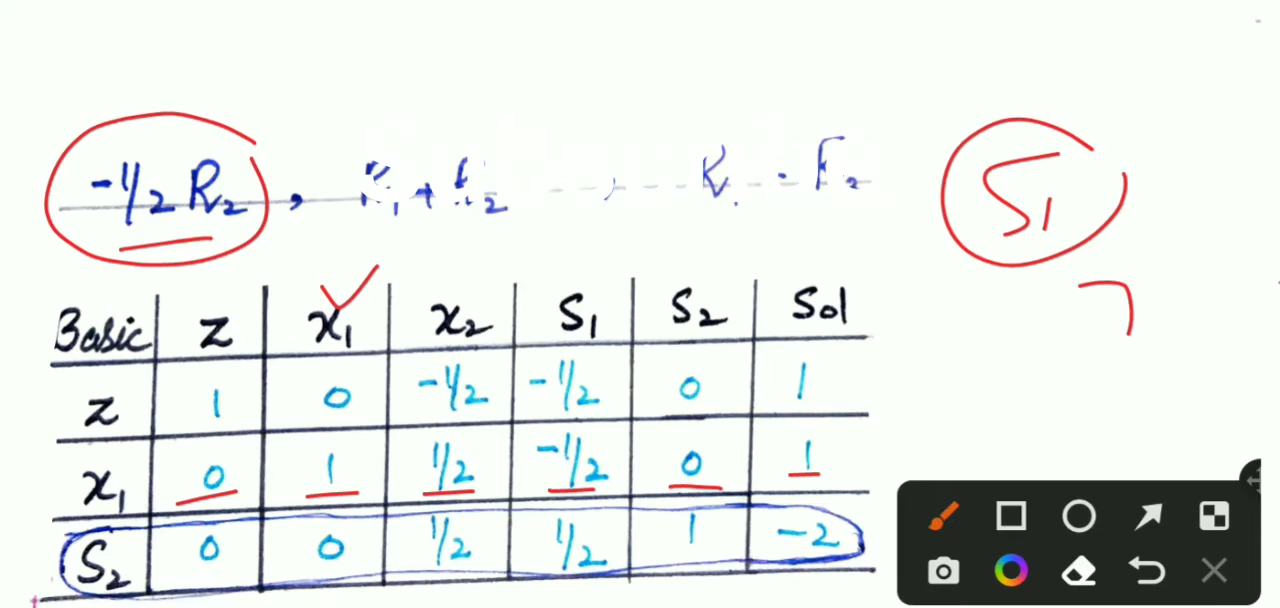 -1/2 R2 ,
S1
Basic z x1 x2 S1 S2 Sol
z 1 0 -1/2 -1/2 0 1
x1 0 1 1/2 -1/2 0 1
S2 0 0 1/2 1/2 1 -2